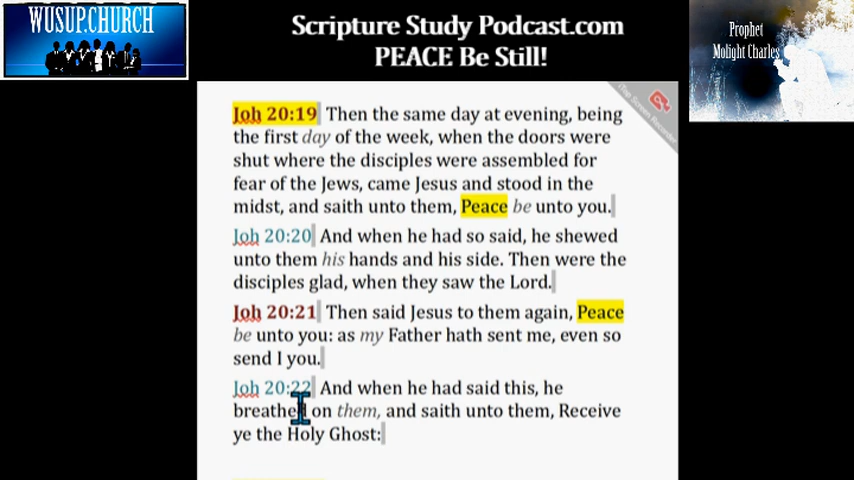 WUSUP.CHURCH
Scripture Study Podcast.com
PEACE Be Still!
Prophet
Molight Charles
iTop Screen Recorder
Joh 20:19 Then the same day at evening, being
the first day of the week, when the doors were
shut where the disciples were assembled for
fear of the Jews, came Jesus and stood in the
midst, and saith unto them, Peace be unto you.
Joh 20:20 And when he had so said, he shewed
unto them his hands and his side. Then were the
disciples glad, when they saw the Lord.
Joh 20:21 Then said Jesus to them again, Peace
be unto you: as my Father hath sent me, even so
send I you.
Joh 20:22 And when he had said this, he
breathed on them, and saith unto them, Receive
ye the Holy Ghost: